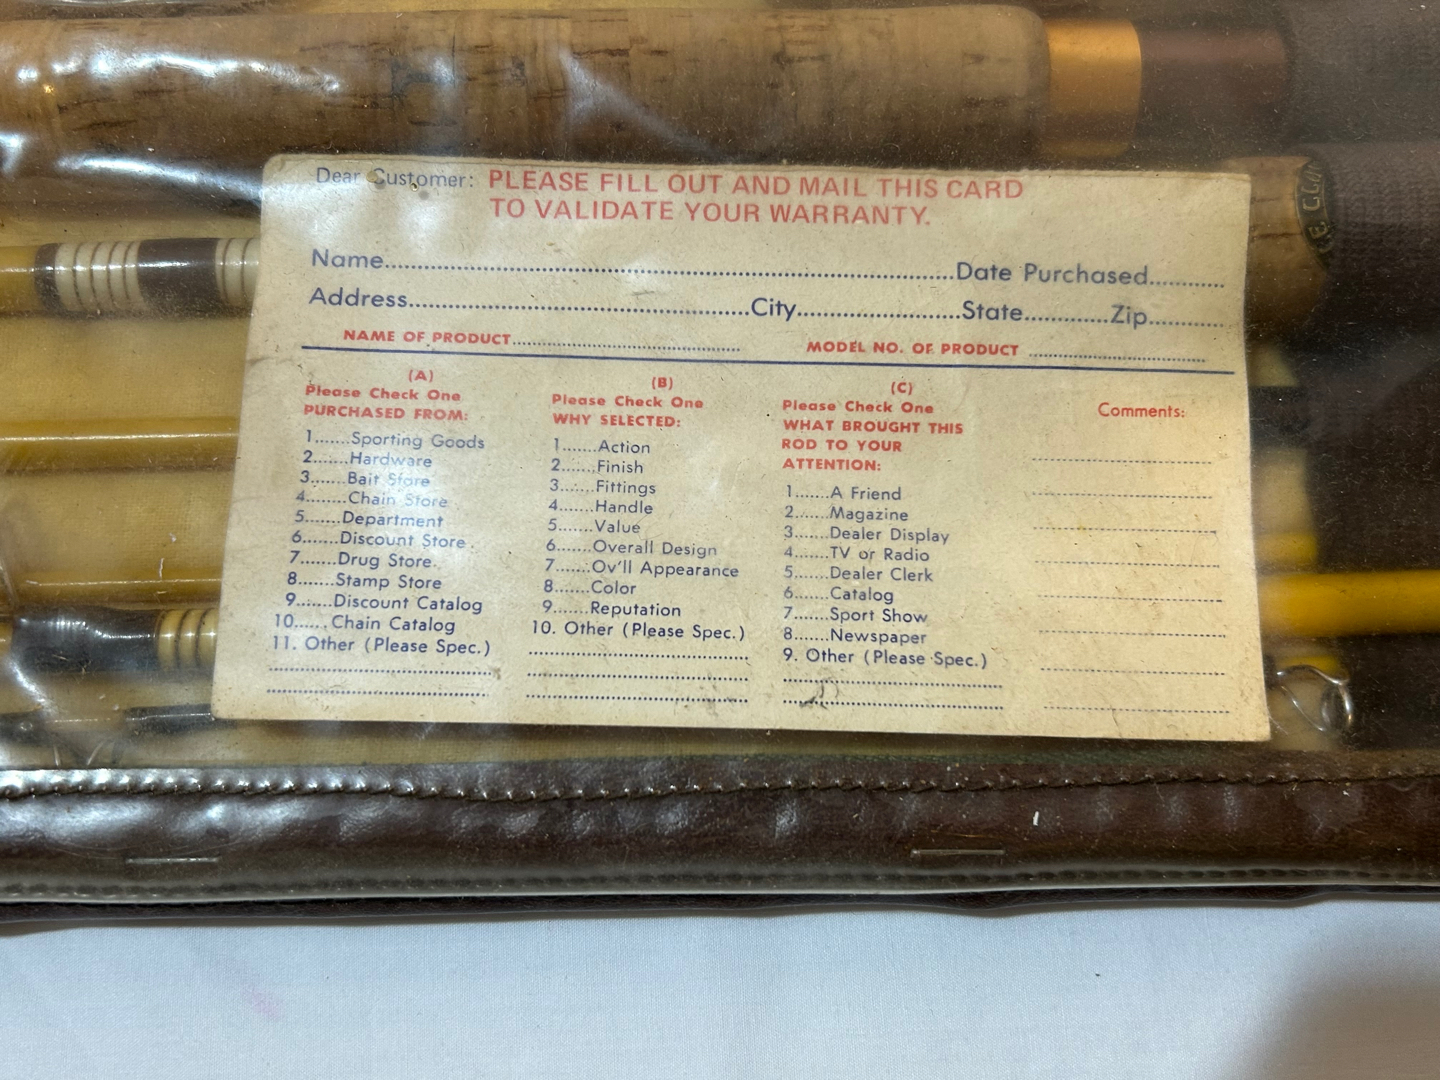 Dear Customer: PLEASE FILL OUT AND MAIL THIS CARD
TO VALIDATE YOUR WARRANTY.
Name..........Date Purchased..........
Address..........City..........State..........Zip..........
NAME OF PRODUCT.......... MODEL NO. OF PRODUCT ..........
(A)
Please Check One
PURCHASED FROM:
1.......Sporting Goods
2.......Hardware
3.......Bait Store
4.......Chain Store
5.......Department
6.......Discount Store
7.......Drug Store
8.......Stamp Store
9.......Discount Catalog
10......Chain Catalog
11. Other (Please Spec.)
(B)
Please Check One
WHY SELECTED:
1.......Action
2.......Finish
3.......Fittings
4.......Handle
5.......Value
6.......Overall Design
7.......Ov'll Appearance
8.......Color
9.......Reputation
10. Other (Please Spec.)
(C)
Please Check One
WHAT BROUGHT THIS
ROD TO YOUR
ATTENTION:
1.......A Friend
2.......Magazine
3.......Dealer Display
4.......TV or Radio
5.......Dealer Clerk
6.......Catalog
7.......Sport Show
8.......Newspaper
9. Other (Please Spec.)
Comments: